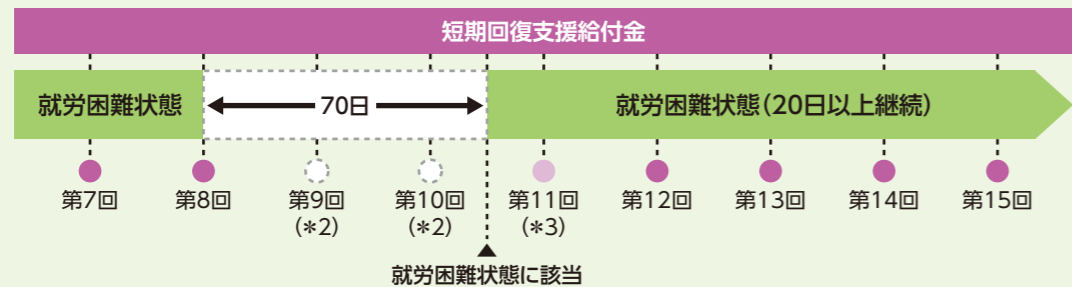 短期回復支援給付金
就労困難状態
70日
就労困難状態(20日以上継続)
第7回
第8回
第9回
(*2)
第10回
(*2)
第11回
(*3)
第12回
第13回
第14回
第15回
就労困難状態に該当